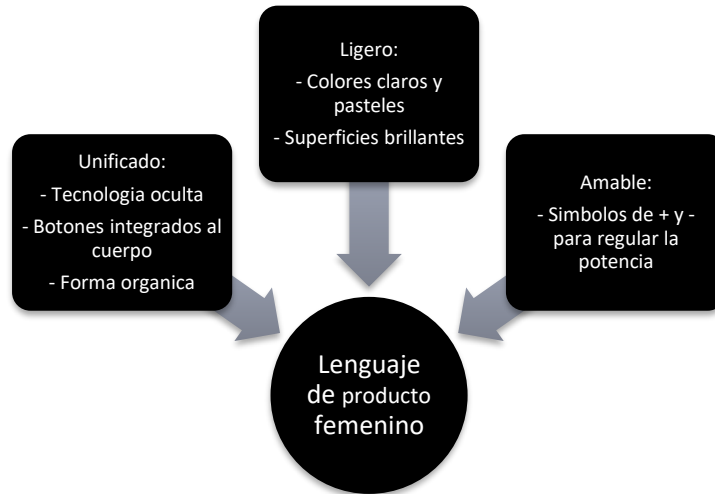 Ligero:
- Colores claros y
pasteles
- Superficies brillantes
Unificado:
- Tecnologia oculta
- Botones integrados al
cuerpo
- Forma organica
Amable:
- Simbolos de + y -
para regular la
potencia
Lenguaje
de producto
femenino